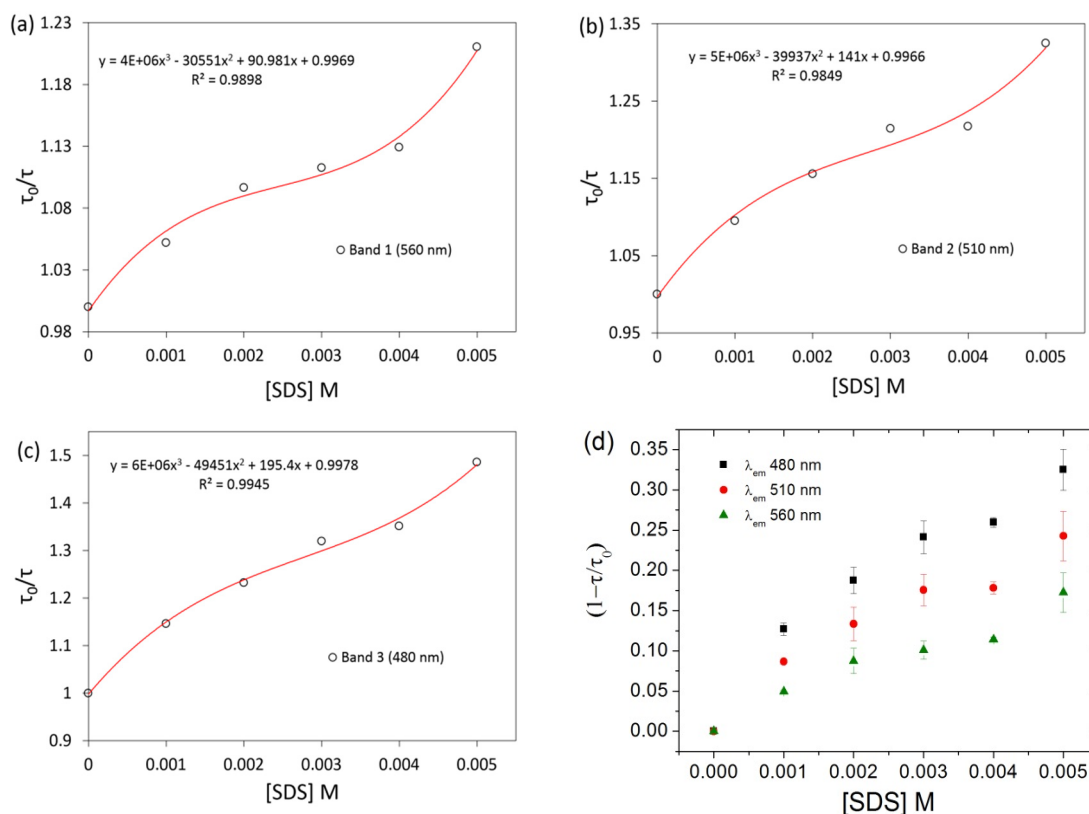 (a)
y = 4E+06x³ - 30551x² + 90.981x + 0.9969
R² = 0.9898
1.23
1.18
1.13
1.08
1.03
0.98
τ₀/τ
Band 1 (560 nm)
0 0.001 0.002 0.003 0.004 0.005
[SDS] M
(b)
y = 5E+06x³ - 39937x² + 141x + 0.9966
R² = 0.9849
1.35
1.25
1.15
1.05
0.95
τ₀/τ
Band 2 (510 nm)
0 0.001 0.002 0.003 0.004 0.005
[SDS] M
(c)
y = 6E+06x³ - 49451x² + 195.4x + 0.9978
R² = 0.9945
1.5
1.4
1.3
1.2
1.1
1
0.9
τ₀/τ
Band 3 (480 nm)
0 0.001 0.002 0.003 0.004 0.005
[SDS] M
(d)
0.35
0.30
0.25
0.20
0.15
0.10
0.05
0.00
(1−τ/τ₀)
λem 480 nm
λem 510 nm
λem 560 nm
0.000 0.001 0.002 0.003 0.004 0.005
[SDS] M